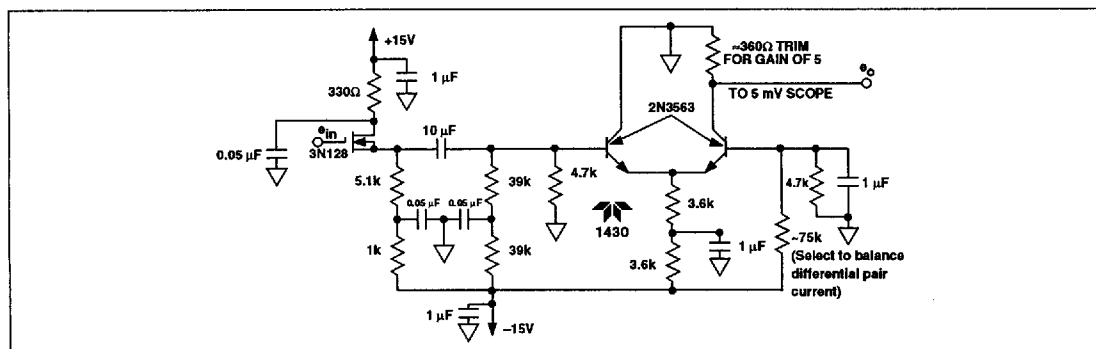 +15V
1 µF
330Ω
ein
3N128
0.05 µF
10 µF
5.1k
39k
0.05 µF
0.05 µF
1k
39k
1 µF
–15V
4.7k
1430
2N3563
~360Ω TRIM
FOR GAIN OF 5
eo
TO 5 mV SCOPE
3.6k
3.6k
1 µF
4.7k
1 µF
~75k
(Select to balance
differential pair
current)